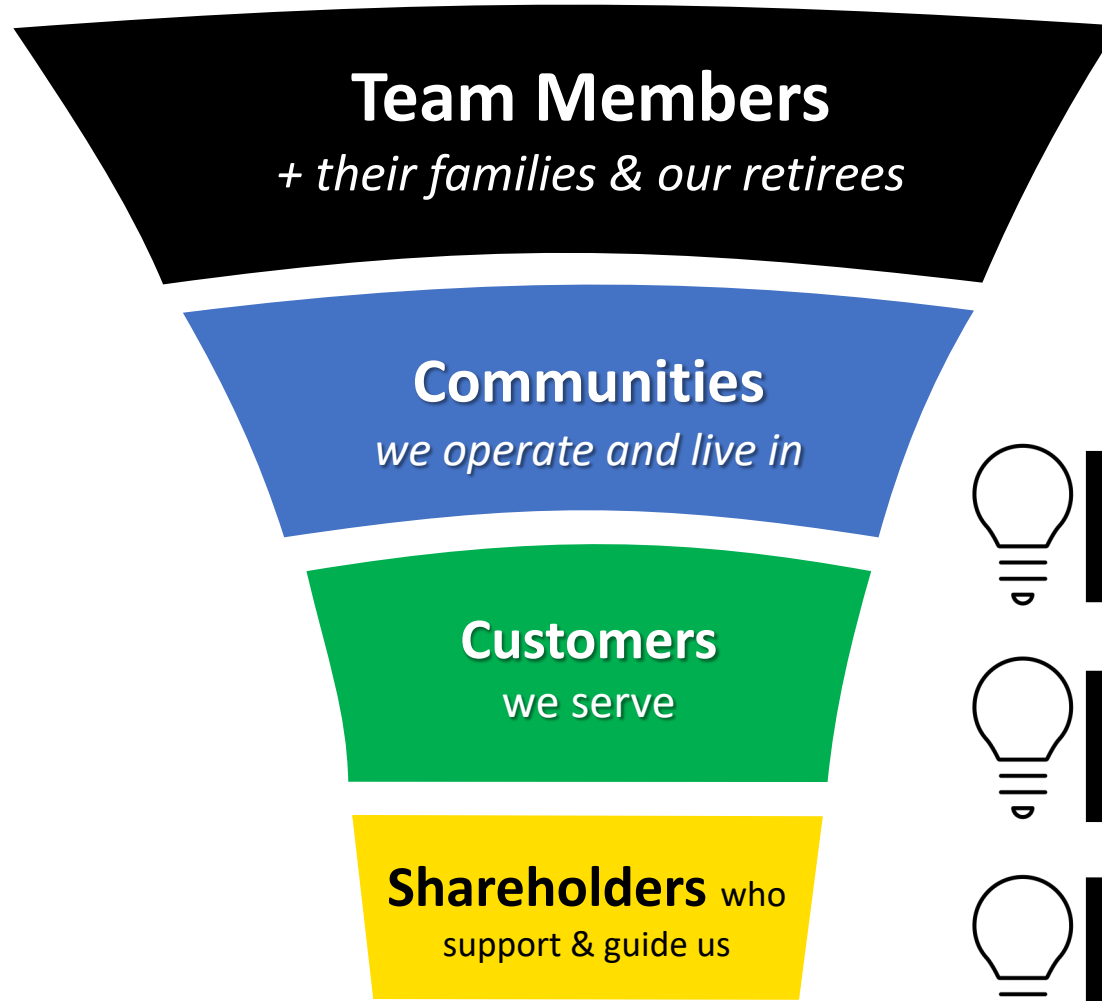 Team Members
+ their families & our retirees
Communities
we operate and live in
Customers
we serve
Shareholders who
support & guide us